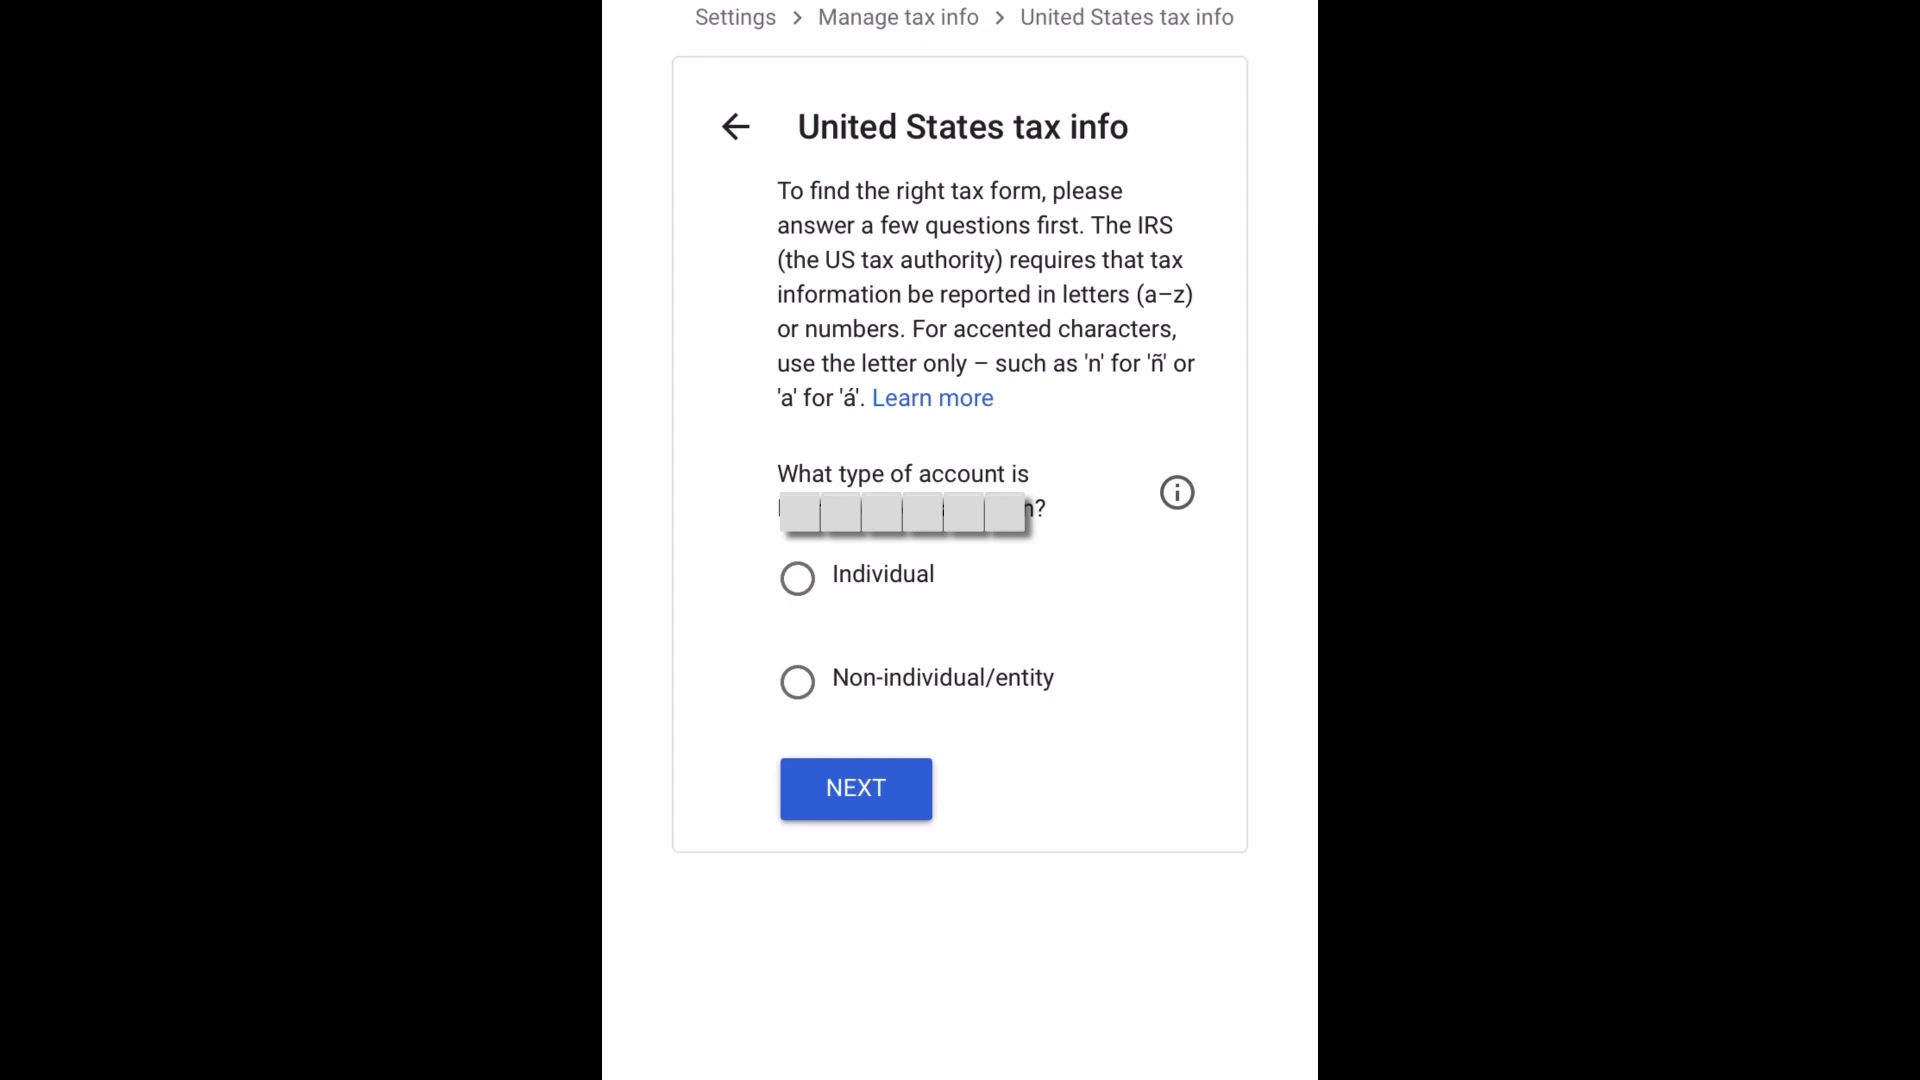 Settings > Manage tax info > United States tax info
United States tax info
To find the right tax form, please
answer a few questions first. The IRS
(the US tax authority) requires that tax
information be reported in letters (a–z)
or numbers. For accented characters,
use the letter only – such as 'n' for 'ñ' or
'a' for 'á'. Learn more
What type of account is
n?
Individual
Non-individual/entity
NEXT